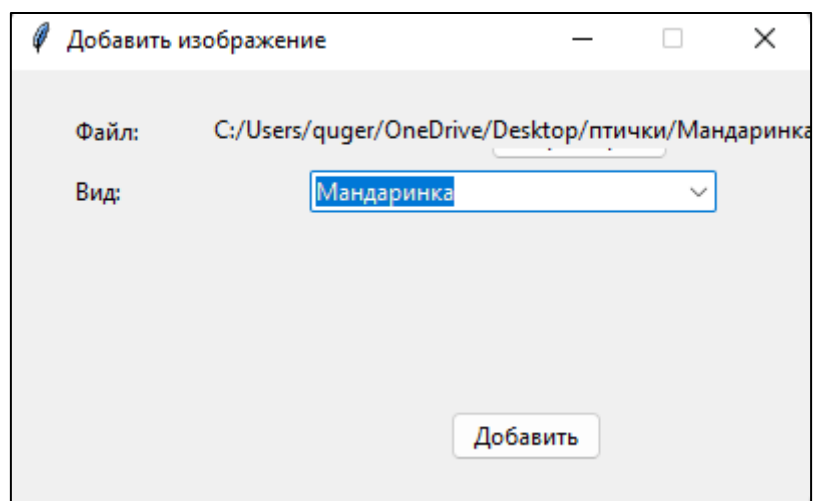 Добавить изображение
Файл: C:/Users/quger/OneDrive/Desktop/птички/Мандаринка
Вид: Мандаринка
Добавить